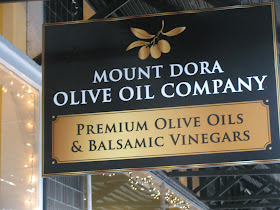 MOUNT DORA
OLIVE OIL COMPANY
PREMIUM OLIVE OILS
& BALSAMIC VINEGARS